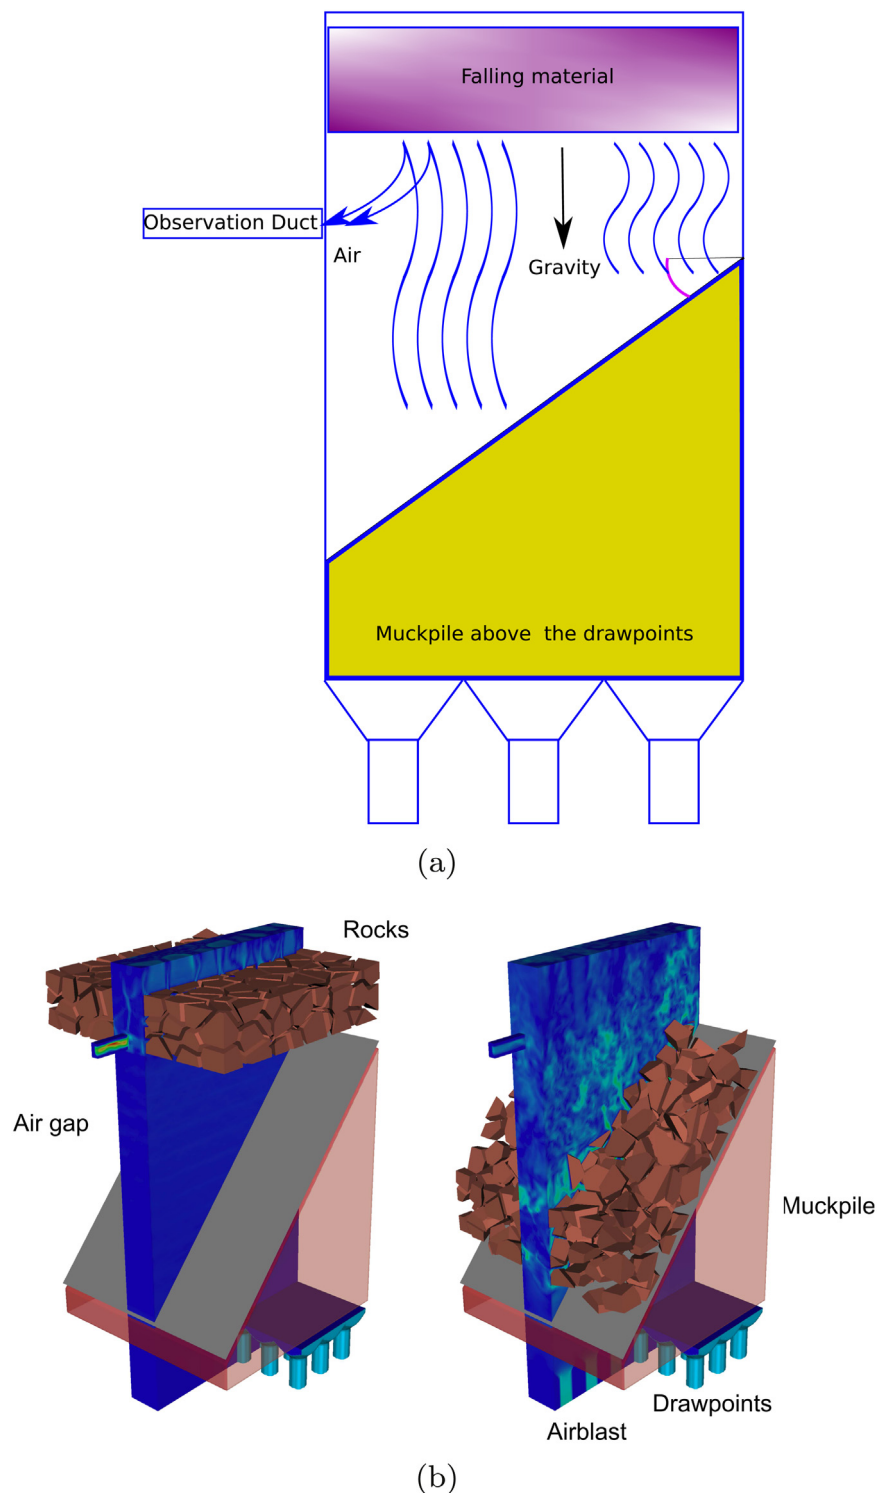 Falling material
Observation Duct
Air
Gravity
Muckpile above  the drawpoints
(a)
Rocks
Air gap
Muckpile
Drawpoints
Airblast
(b)